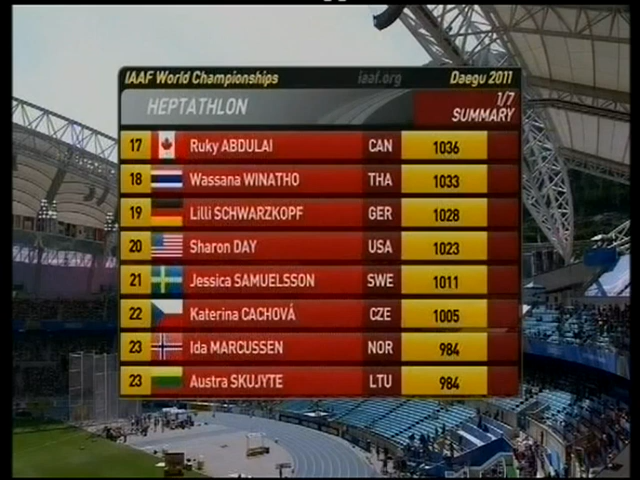 IAAF World Championships iaaf.org Daegu 2011
HEPTATHLON 1/7 SUMMARY
17 Ruky ABDULAI CAN 1036
18 Wassana WINATHO THA 1033
19 Lilli SCHWARZKOPF GER 1028
20 Sharon DAY USA 1023
21 Jessica SAMUELSSON SWE 1011
22 Katerina CACHOVÁ CZE 1005
23 Ida MARCUSSEN NOR 984
23 Austra SKUJYTE LTU 984